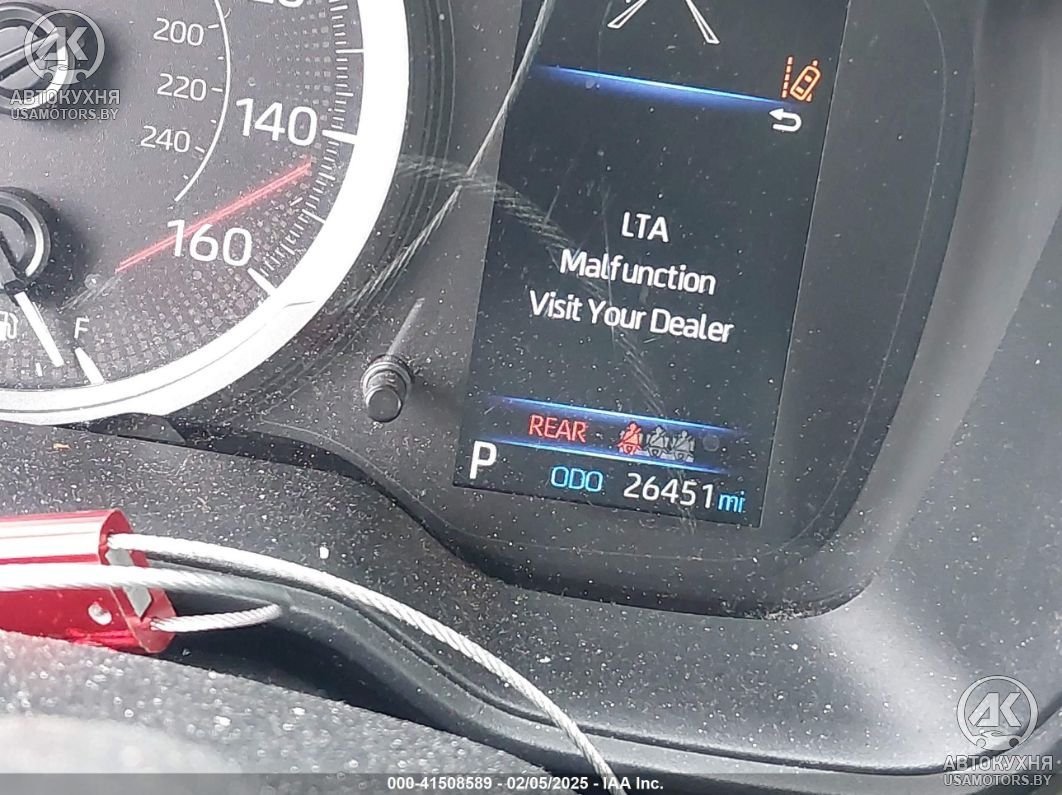 200
220
240
140
160
F
LTA
Malfunction
Visit Your Dealer
REAR
P
ODO 26451 mi
АВТОКУХНЯ
USAMOTORS.BY
АВТОКУХНЯ
USAMOTORS.BY
000-41508589 - 02/05/2025 - IAA Inc.